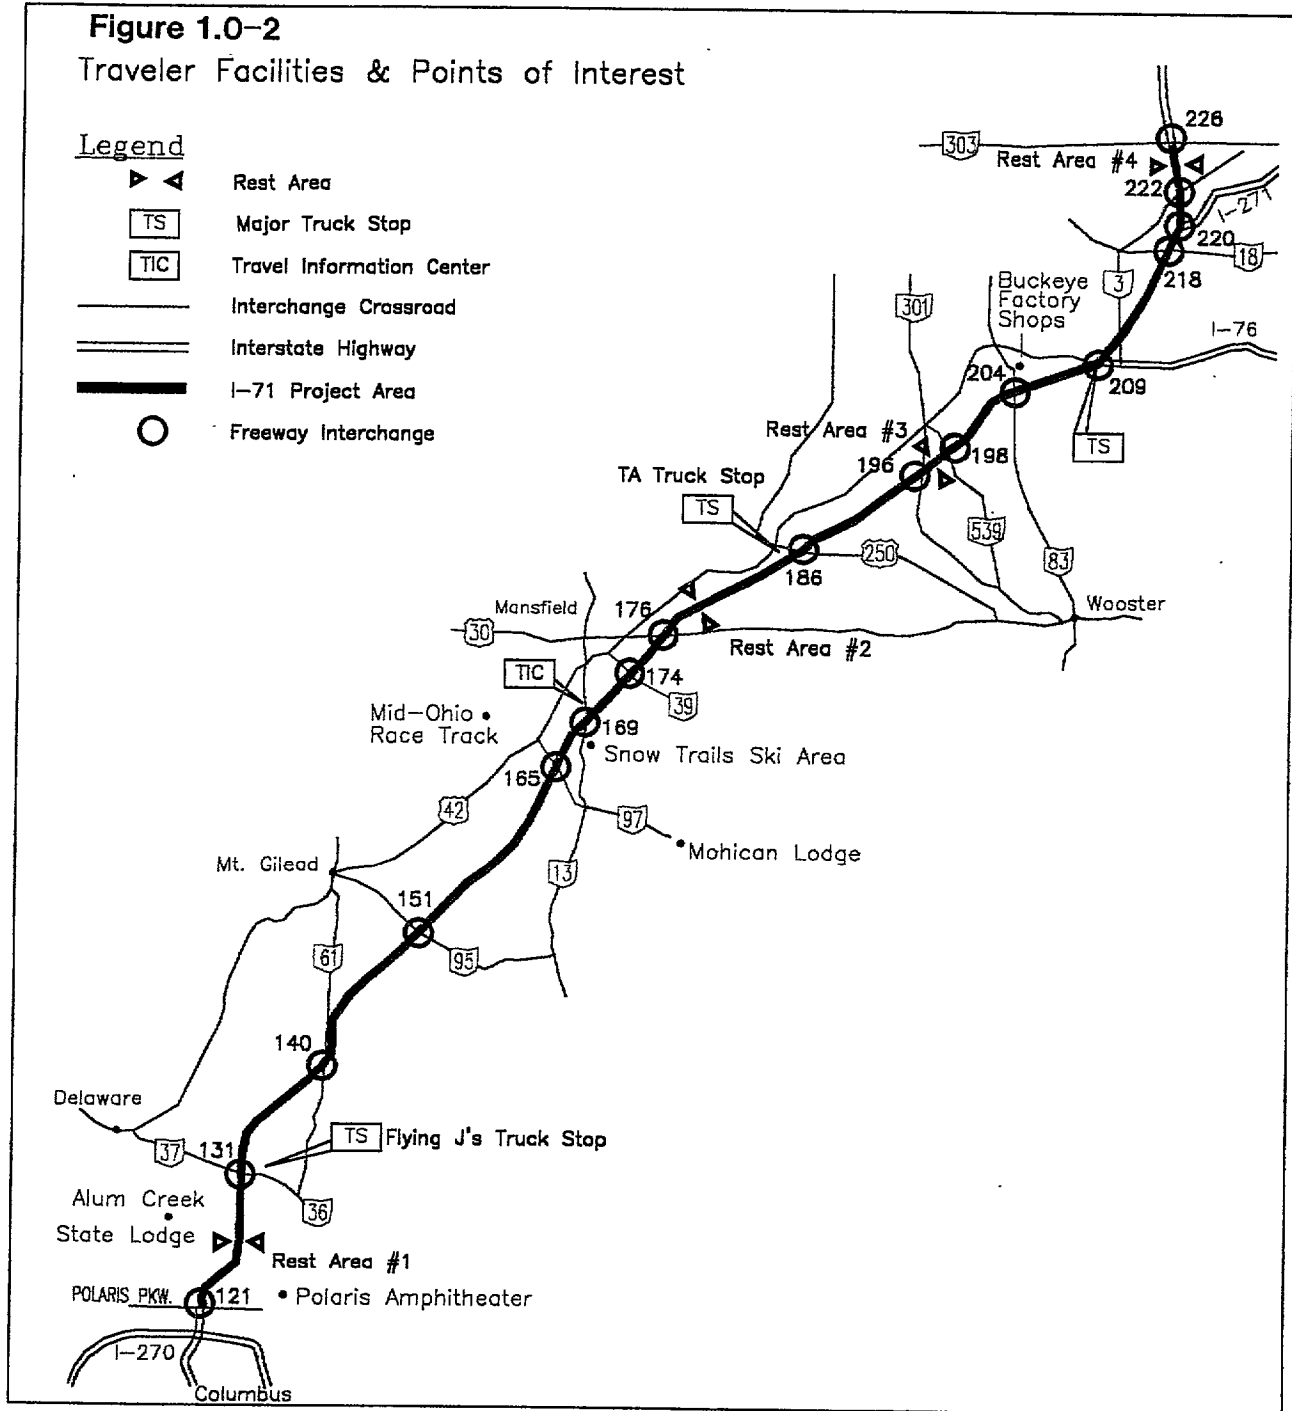 Figure 1.0-2
Traveler Facilities & Points of Interest
Legend
Rest Area
TS Major Truck Stop
TIC Travel Information Center
Interchange Crossroad
Interstate Highway
I-71 Project Area
Freeway Interchange
226
303
Rest Area #4
222
I-271
220
18
218
3
Buckeye
Factory
Shops
301
I-76
204
209
Rest Area #3
198
TS
196
TA Truck Stop
TS
539
250
83
186
Mansfield
176
Wooster
30
Rest Area #2
TIC
174
39
Mid-Ohio
Race Track
169
Snow Trails Ski Area
165
42
97
Mohican Lodge
Mt. Gilead
13
151
61
95
140
Delaware
37
131
TS Flying J's Truck Stop
Alum Creek
State Lodge
36
Rest Area #1
POLARIS PKW.
121
Polaris Amphitheater
I-270
Columbus